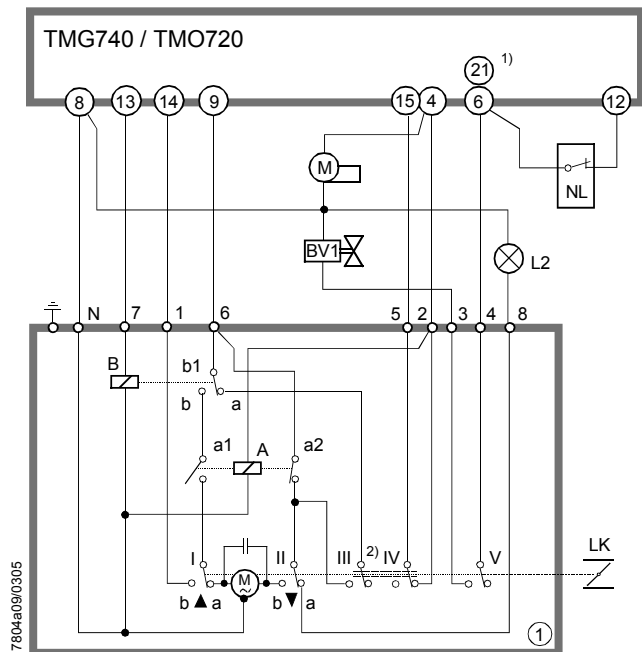 TMG740 / TMO720
21 1)
8 13 14 9 15 4 6 12
M
NL
BV1
L2
N 7 1 6 5 2 3 4 8
B b1
b a
a1 A a2
I II III 2) IV V LK
M
~
b ▲ a b ▼ a
1
7804a09/0305